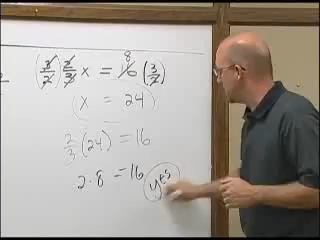 (3/2) 2/3 x = 16 8 (3/2)
(x = 24)
2/3 (24) = 16
2·8 = 16 yes